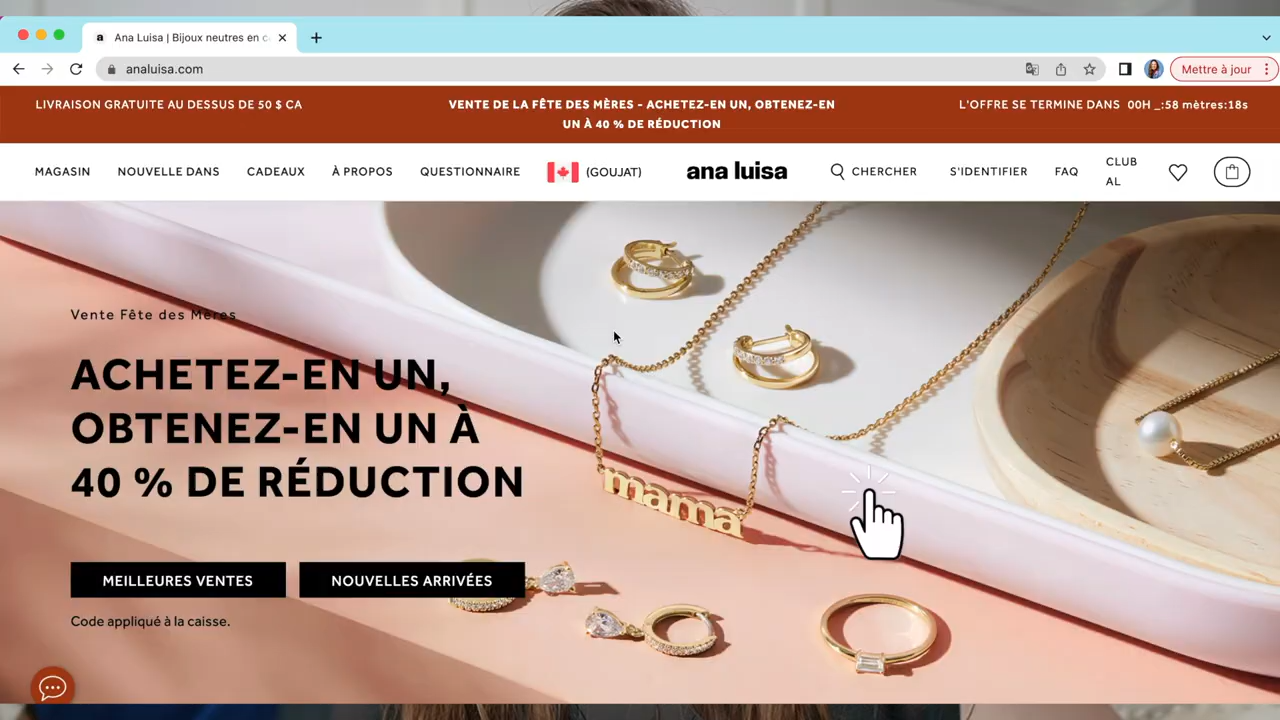 Ana Luisa | Bijoux neutres en c
analuisa.com
Mettre à jour
LIVRAISON GRATUITE AU DESSUS DE 50 $ CA
VENTE DE LA FÊTE DES MÈRES - ACHETEZ-EN UN, OBTENEZ-EN
UN À 40 % DE RÉDUCTION
L'OFFRE SE TERMINE DANS 00H _:58 mètres:18s
MAGASIN
NOUVELLE DANS
CADEAUX
À PROPOS
QUESTIONNAIRE
(GOUJAT)
ana luisa
CHERCHER
S'IDENTIFIER
FAQ
CLUB
AL
Vente Fête des Mères
ACHETEZ-EN UN,
OBTENEZ-EN UN À
40 % DE RÉDUCTION
mama
MEILLEURES VENTES
NOUVELLES ARRIVÉES
Code appliqué à la caisse.